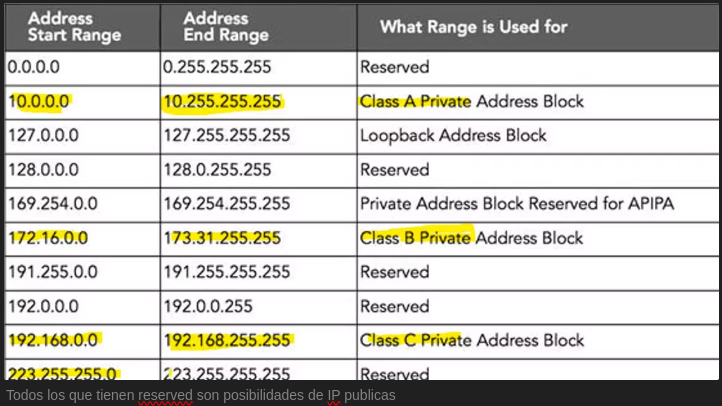 Address Start Range Address End Range What Range is Used for
0.0.0.0 0.255.255.255 Reserved
10.0.0.0 10.255.255.255 Class A Private Address Block
127.0.0.0 127.255.255.255 Loopback Address Block
128.0.0.0 128.0.255.255 Reserved
169.254.0.0 169.254.255.255 Private Address Block Reserved for APIPA
172.16.0.0 173.31.255.255 Class B Private Address Block
191.255.0.0 191.255.255.255 Reserved
192.0.0.0 192.0.0.255 Reserved
192.168.0.0 192.168.255.255 Class C Private Address Block
223.255.255.0 223.255.255.255 Reserved
Todos los que tienen reserved son posibilidades de IP publicas